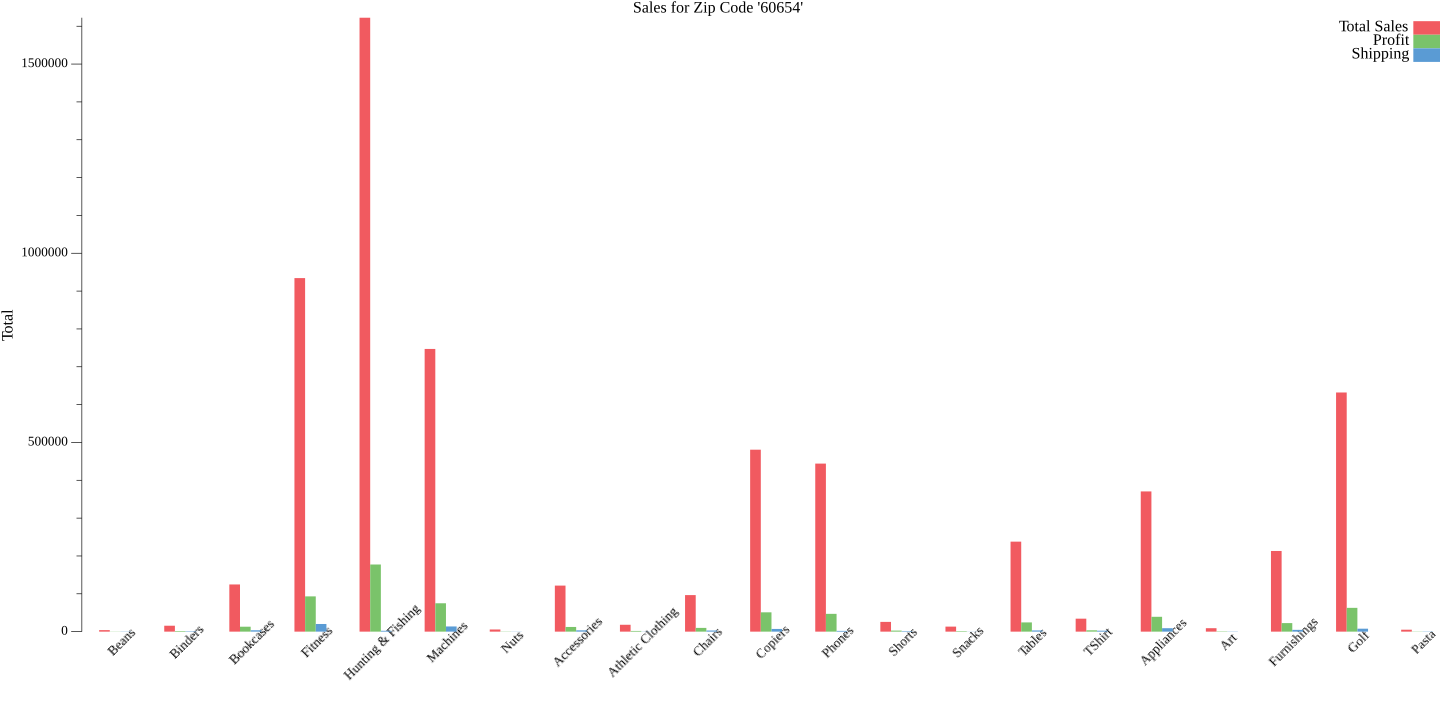 Sales for Zip Code '60654'
Total Sales
Profit
Shipping
1500000
1000000
500000
0
Total
Beans
Binders
Bookcases
Fitness
Hunting & Fishing
Machines
Nuts
Accessories
Athletic Clothing
Chairs
Copiers
Phones
Shorts
Snacks
Tables
TShirt
Appliances
Art
Furnishings
Golf
Pasta